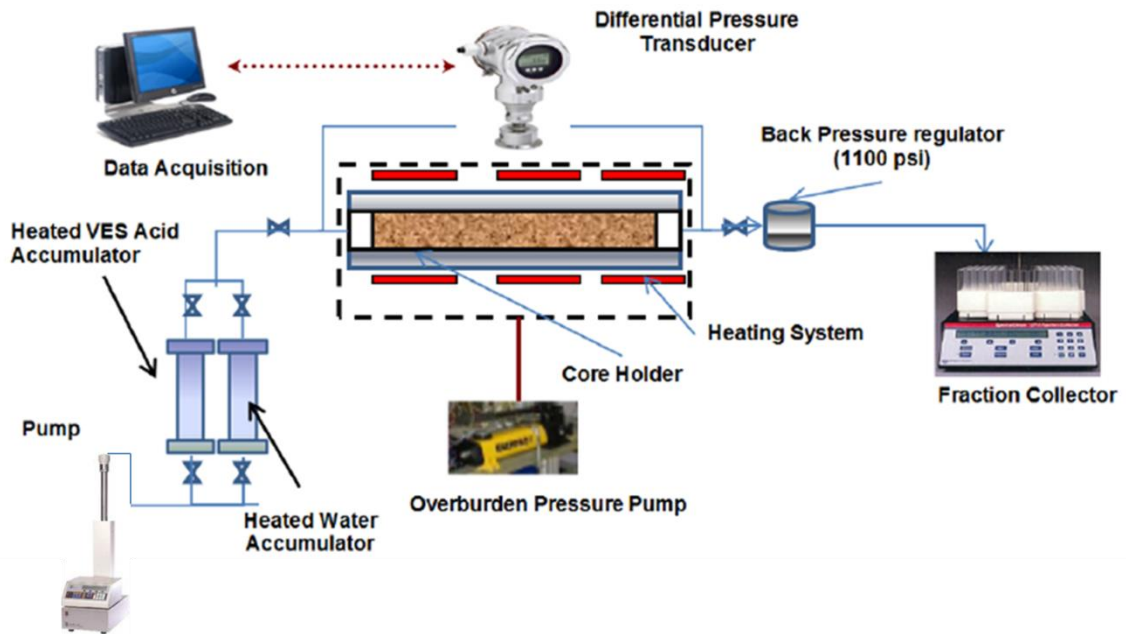 Differential Pressure
Transducer
Data Acquisition
Back Pressure regulator
(1100 psi)
Heated VES Acid
Accumulator
Heating System
Core Holder
Fraction Collector
Pump
Overburden Pressure Pump
Heated Water
Accumulator